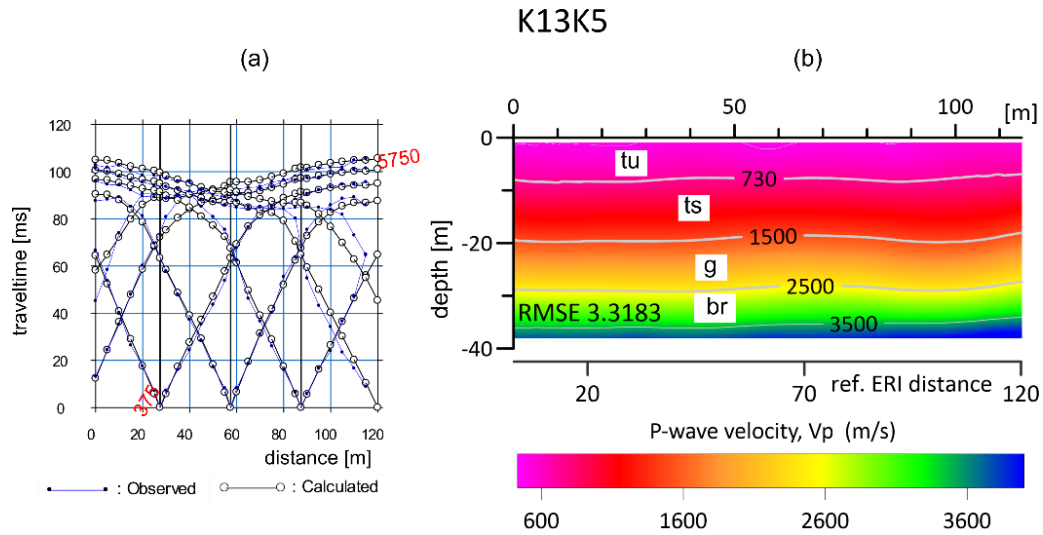 K13K5
(a)
120
100
80
60
40
20
0
traveltime [ms]
5750
375
0 20 40 60 80 100 120
distance [m]
: Observed : Calculated
(b)
0 50 100 [m]
0
-20
-40
depth [m]
tu
730
ts
1500
g
2500
br
RMSE 3.3183
3500
20 70 ref. ERI distance 120
P-wave velocity, Vp (m/s)
600 1600 2600 3600